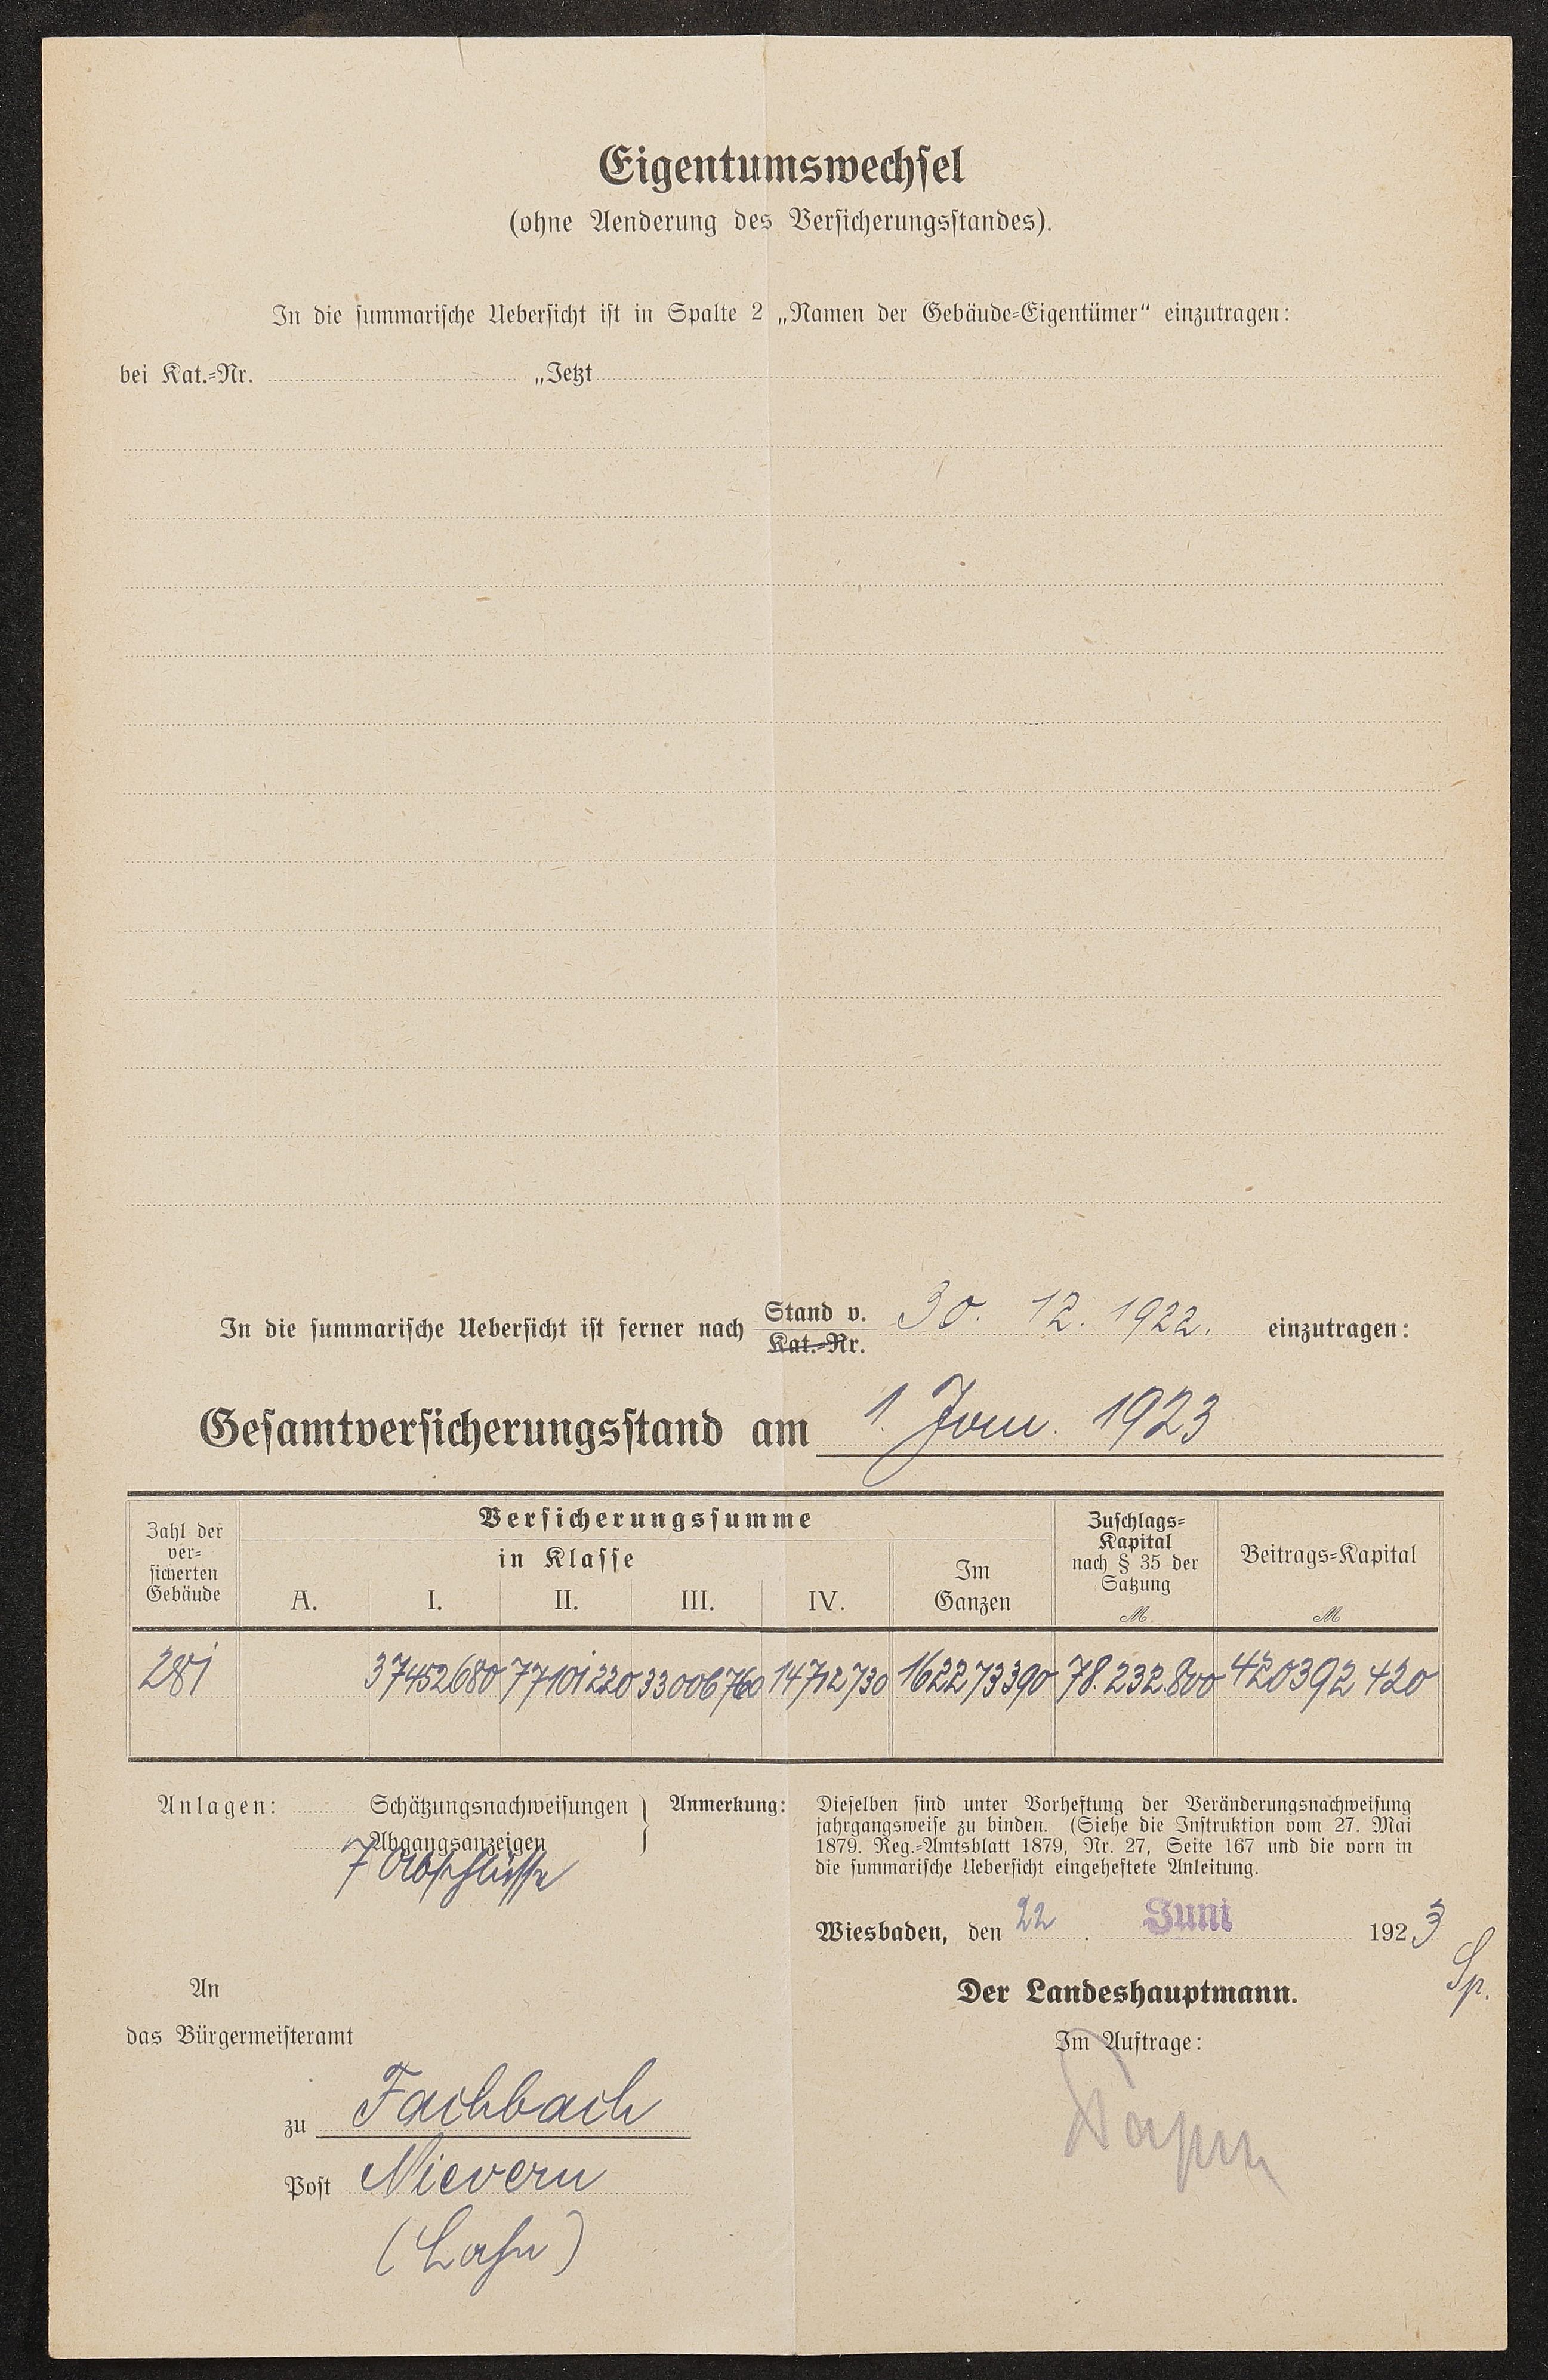 Eigentumswechsel
(ohne Aenderung des Versicherungsstandes).
In die summarische Uebersicht ist in Spalte 2 „Namen der Gebäude-Eigentümer“ einzutragen:
bei Kat.-Nr. „Jetzt
In die summarische Uebersicht ist ferner nach Stand v. 30. 12. 1922. einzutragen:
Kat.-Nr.
Gesamtversicherungsstand am 1. Jan. 1923
Zahl der versicherten Gebäude
Versicherungssumme
in Klasse
A. I. II. III. IV. Im Ganzen
Zuschlags-Kapital nach § 35 der Satzung M.
Beitrags-Kapital M
281 37452680 77101220 33006760 14712730 162273390 78.232.800 420392420
Anlagen: Schätzungsnachweisungen
Abgangsanzeigen
7 Abschlüsse
Anmerkung: Dieselben sind unter Vorheftung der Veränderungsnachweisung
jahrgangsweise zu binden. (Siehe die Instruktion vom 27. Mai
1879. Reg.-Amtsblatt 1879, Nr. 27, Seite 167 und die vorn in
die summarische Uebersicht eingeheftete Anleitung.
Wiesbaden, den 22. Juni 1923
Sp.
Der Landeshauptmann.
Im Auftrage:
An
das Bürgermeisteramt
zu Fachbach
Post Nievern
(Lahn)